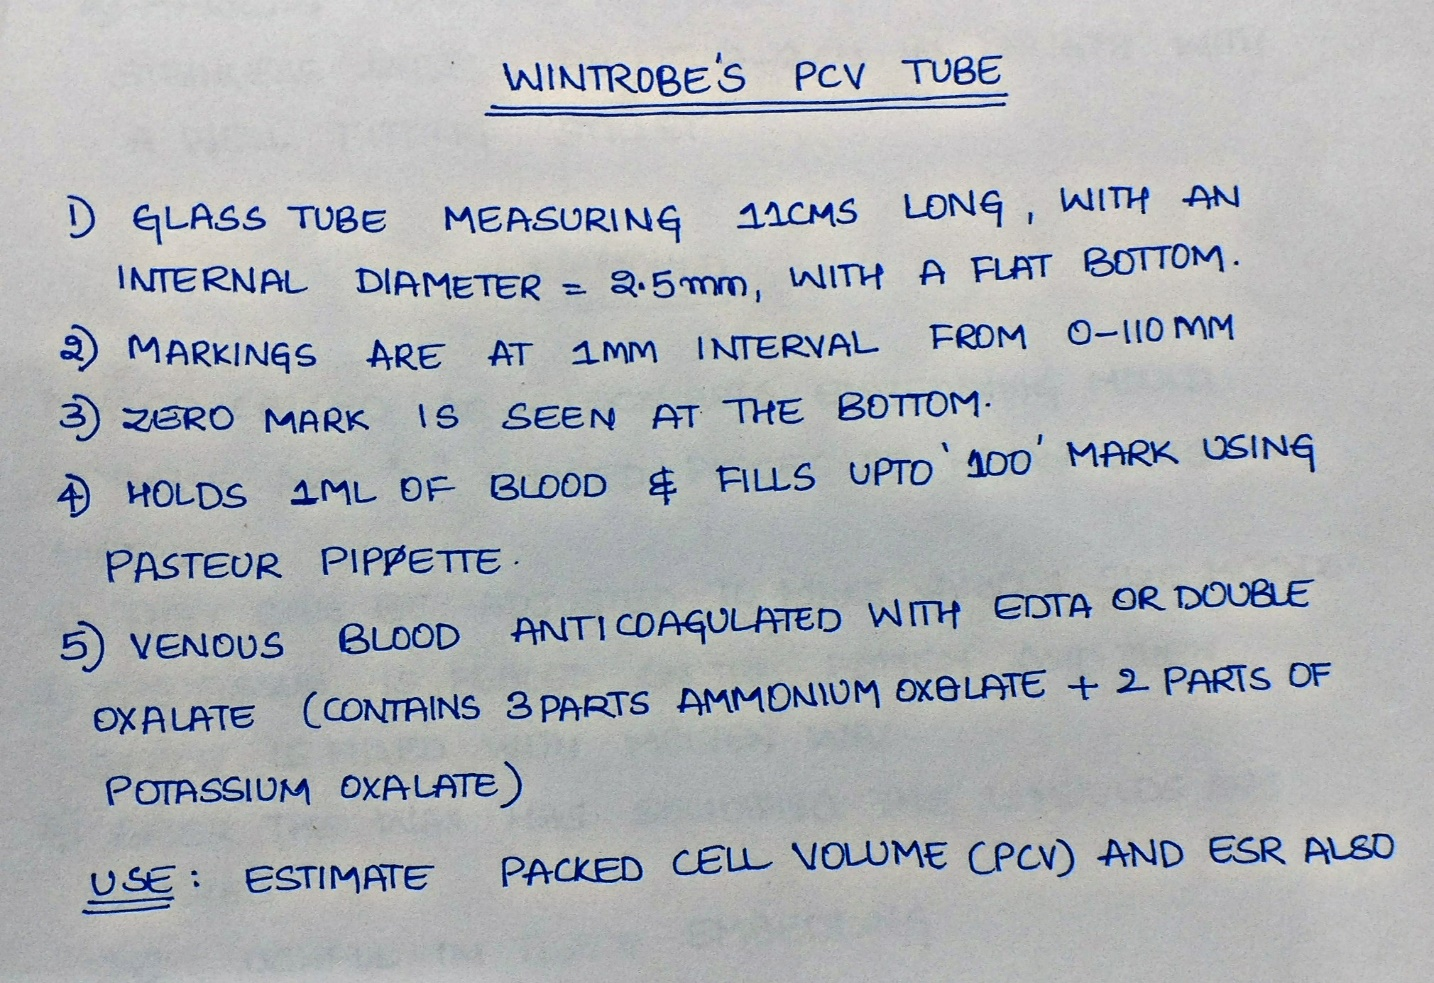 WINTROBE'S PCV TUBE
1) GLASS TUBE MEASURING 11CMS LONG, WITH AN
INTERNAL DIAMETER = 2.5mm, WITH A FLAT BOTTOM.
2) MARKINGS ARE AT 1MM INTERVAL FROM 0-110 MM
3) ZERO MARK IS SEEN AT THE BOTTOM.
4) HOLDS 1ML OF BLOOD & FILLS UPTO '100' MARK USING
PASTEUR PIPPETTE.
5) VENOUS BLOOD ANTICOAGULATED WITH EDTA OR DOUBLE
OXALATE (CONTAINS 3 PARTS AMMONIUM OXALATE + 2 PARTS OF
POTASSIUM OXALATE)
USE: ESTIMATE PACKED CELL VOLUME (PCV) AND ESR ALSO